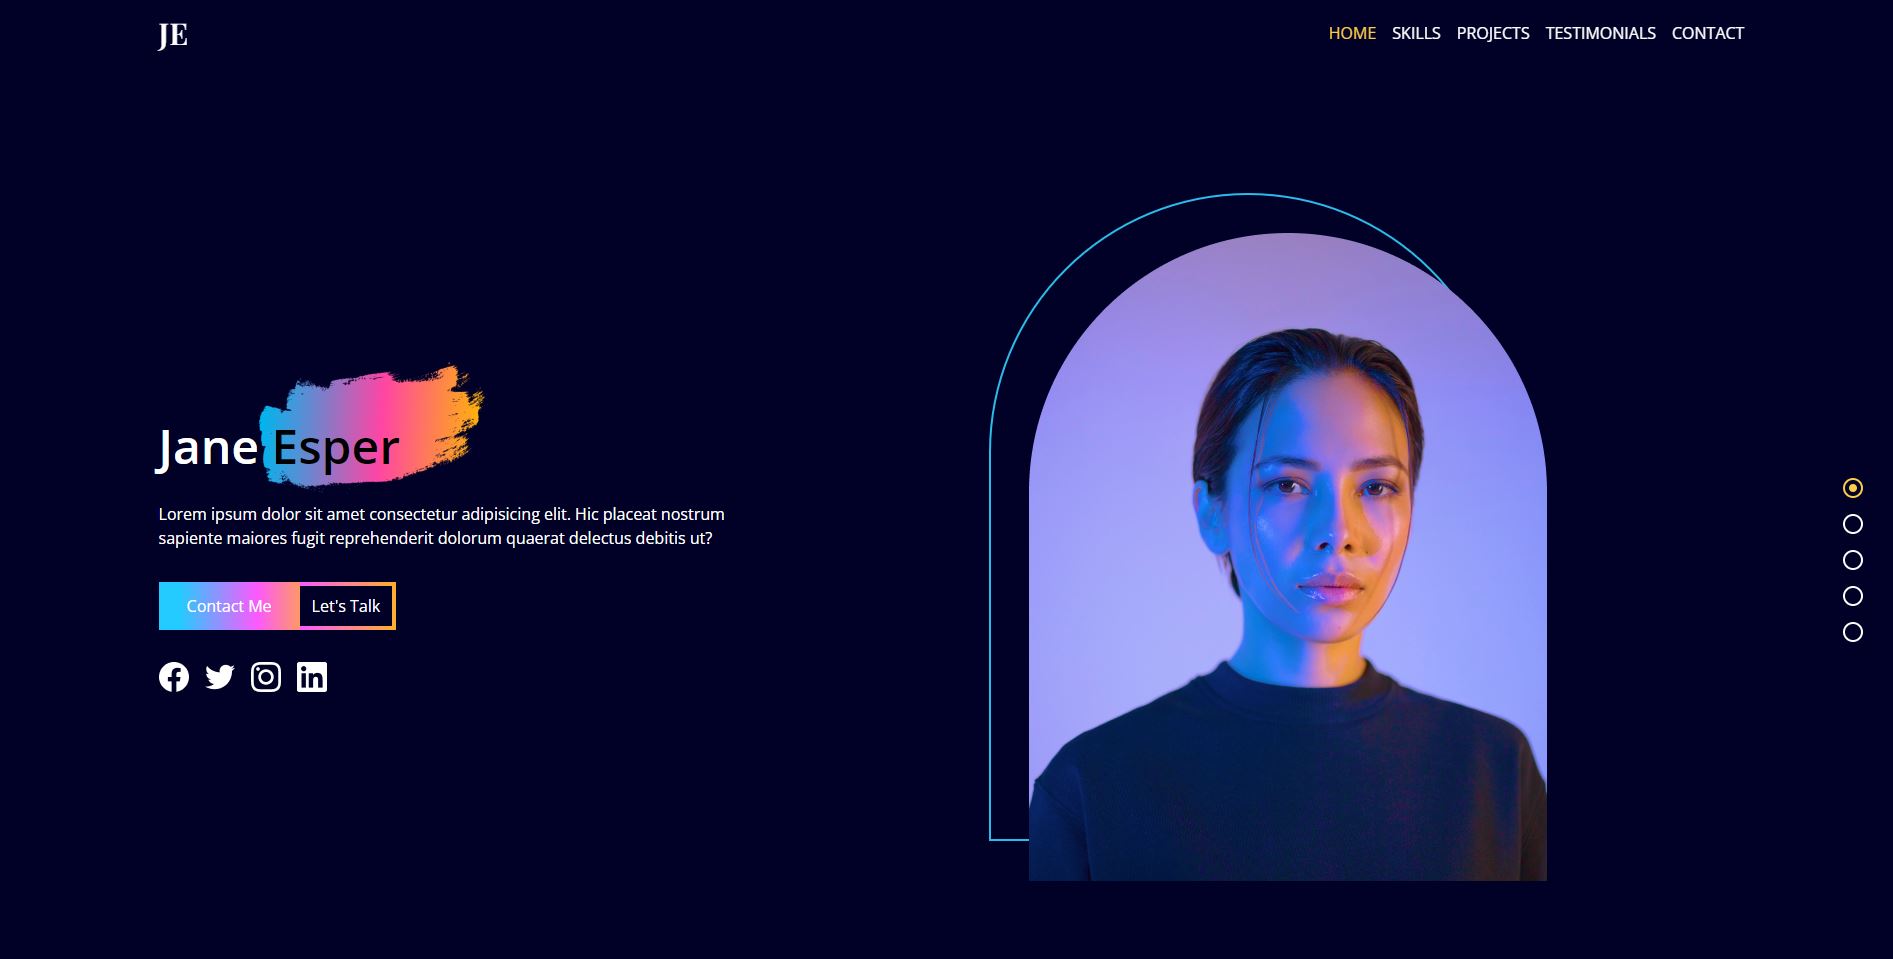 JE
HOME SKILLS PROJECTS TESTIMONIALS CONTACT
Jane Esper
Lorem ipsum dolor sit amet consectetur adipisicing elit. Hic placeat nostrum
sapiente maiores fugit reprehenderit dolorum quaerat delectus debitis ut?
Contact Me Let's Talk